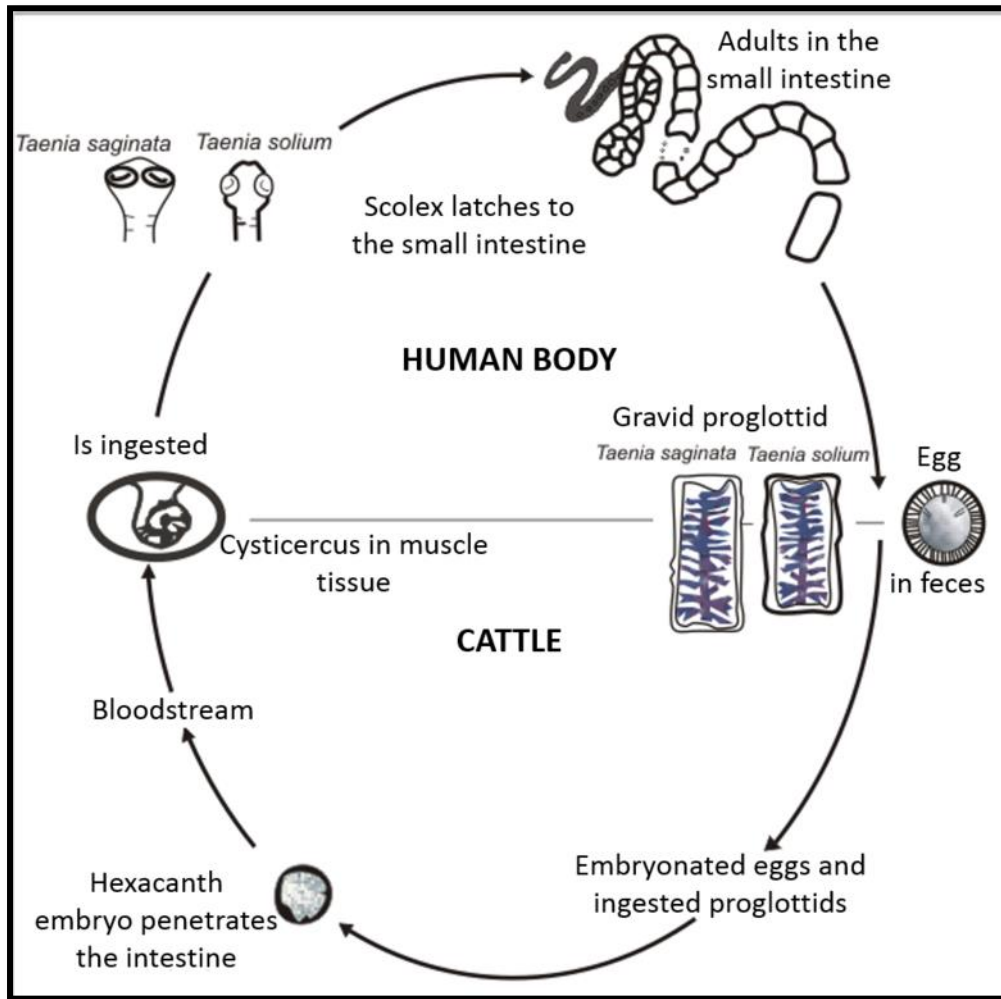 Adults in the
small intestine
Taenia saginata
Taenia solium
Scolex latches to
the small intestine
HUMAN BODY
Gravid proglottid
Taenia saginata
Taenia solium
Egg
in feces
Is ingested
Cysticercus in muscle
tissue
CATTLE
Bloodstream
Embryonated eggs and
ingested proglottids
Hexacanth
embryo penetrates
the intestine